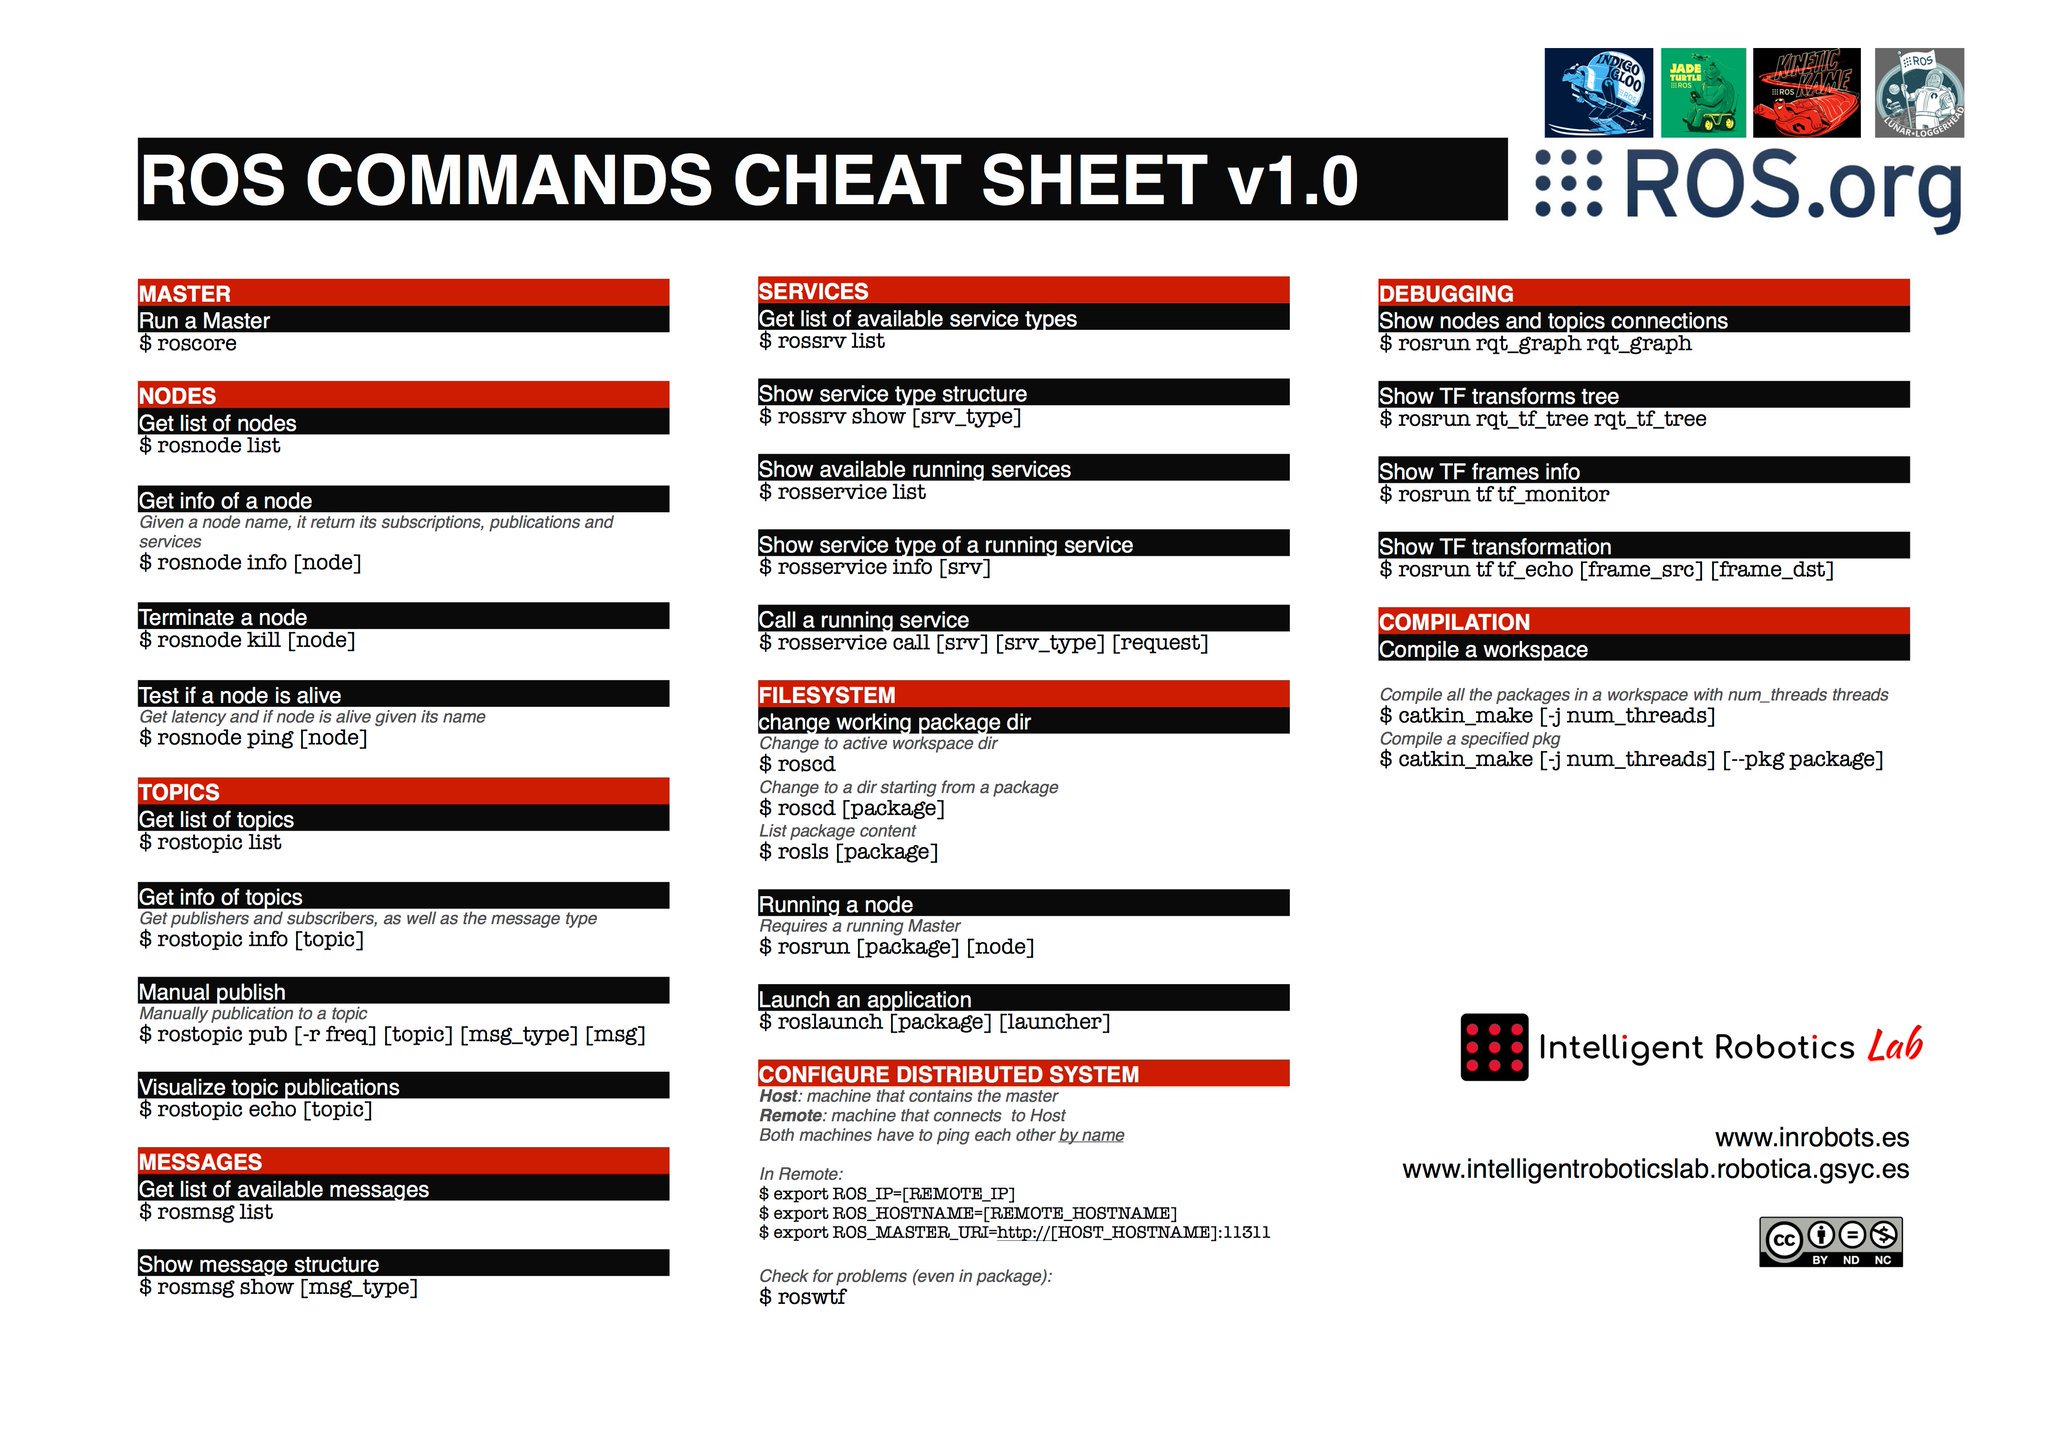 INDIGO
IGLOO
ROS
JADE
TURTLE
ROS
KINETIC
KAME
ROS
ROS
LUNAR•LOGGERHEAD
ROS COMMANDS CHEAT SHEET v1.0
ROS.org
MASTER
Run a Master
$ roscore
NODES
Get list of nodes
$ rosnode list
Get info of a node
Given a node name, it return its subscriptions, publications and
services
$ rosnode info [node]
Terminate a node
$ rosnode kill [node]
Test if a node is alive
Get latency and if node is alive given its name
$ rosnode ping [node]
TOPICS
Get list of topics
$ rostopic list
Get info of topics
Get publishers and subscribers, as well as the message type
$ rostopic info [topic]
Manual publish
Manually publication to a topic
$ rostopic pub [-r freq] [topic] [msg_type] [msg]
Visualize topic publications
$ rostopic echo [topic]
MESSAGES
Get list of available messages
$ rosmsg list
Show message structure
$ rosmsg show [msg_type]
SERVICES
Get list of available service types
$ rossrv list
Show service type structure
$ rossrv show [srv_type]
Show available running services
$ rosservice list
Show service type of a running service
$ rosservice info [srv]
Call a running service
$ rosservice call [srv] [srv_type] [request]
FILESYSTEM
change working package dir
Change to active workspace dir
$ roscd
Change to a dir starting from a package
$ roscd [package]
List package content
$ rosls [package]
Running a node
Requires a running Master
$ rosrun [package] [node]
Launch an application
$ roslaunch [package] [launcher]
CONFIGURE DISTRIBUTED SYSTEM
Host: machine that contains the master
Remote: machine that connects  to Host
Both machines have to ping each other by name
In Remote:
$ export ROS_IP=[REMOTE_IP]
$ export ROS_HOSTNAME=[REMOTE_HOSTNAME]
$ export ROS_MASTER_URI=http://[HOST_HOSTNAME]:11311
Check for problems (even in package):
$ roswtf
DEBUGGING
Show nodes and topics connections
$ rosrun rqt_graph rqt_graph
Show TF transforms tree
$ rosrun rqt_tf_tree rqt_tf_tree
Show TF frames info
$ rosrun tf tf_monitor
Show TF transformation
$ rosrun tf tf_echo [frame_src] [frame_dst]
COMPILATION
Compile a workspace
Compile all the packages in a workspace with num_threads threads
$ catkin_make [-j num_threads]
Compile a specified pkg
$ catkin_make [-j num_threads] [--pkg package]
Intelligent Robotics Lab
www.inrobots.es
www.intelligentroboticslab.robotica.gsyc.es
cc
BY ND NC